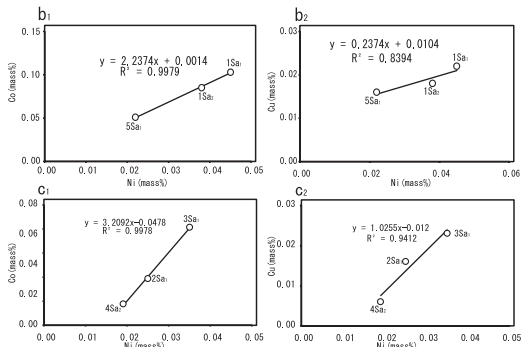 b1
b2
0.15
0.10
0.05
0.00
Co(mass%)
y = 2.2374x + 0.0014
R² = 0.9979
1Sa₁
1Sa₂
5Sa₁
0.00 0.01 0.02 0.03 0.04 0.05
Ni(mass%)
0.03
0.02
0.01
0.00
Cu(mass%)
y = 0.2374x + 0.0104
R² = 0.8394
1Sa₁
1Sa₂
5Sa₁
0.00 0.02 0.04 0.06
Ni(mass%)
c1
c2
0.08
0.06
0.04
0.02
0.00
Co(mass%)
y = 3.2092x-0.0478
R² = 0.9978
3Sa₁
2Sa₁
4Sa₂
0.00 0.01 0.02 0.03 0.04 0.05
Ni(mass%)
0.03
0.02
0.01
0.00
Cu(mass%)
y = 1.0255x-0.012
R² = 0.9412
3Sa₁
2Sa₁
4Sa₂
0.00 0.01 0.02 0.03 0.04 0.05
Ni(mass%)